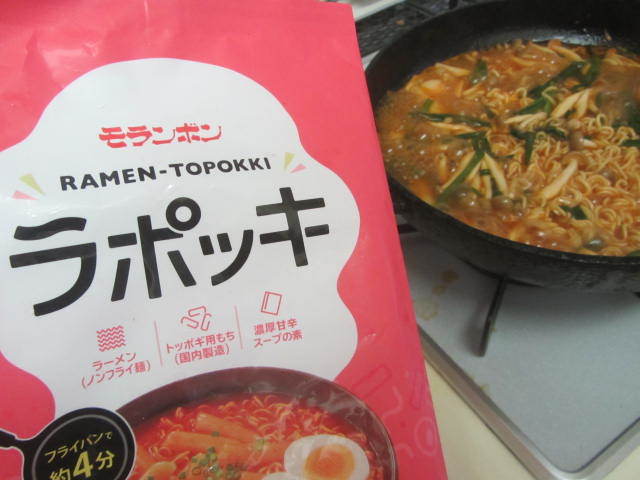 モランボン
RAMEN-TOPOKKI
ラポッキ
ラーメン
(ノンフライ麺)
トッポギ用もち
(国内製造)
濃厚甘辛
スープの素
フライパンで
約4分